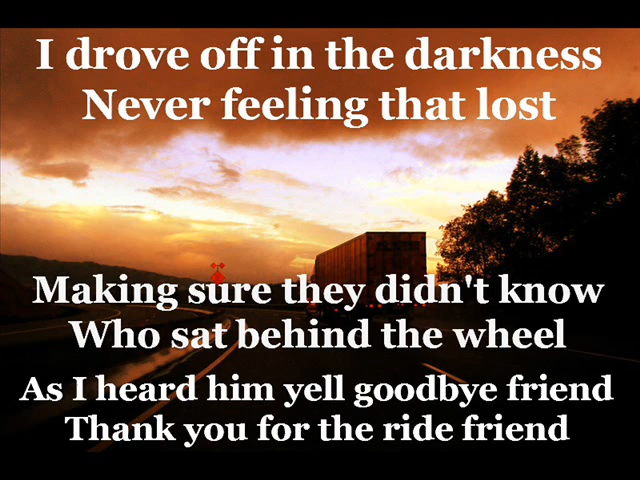 I drove off in the darkness
Never feeling that lost
Making sure they didn't know
Who sat behind the wheel
As I heard him yell goodbye friend
Thank you for the ride friend